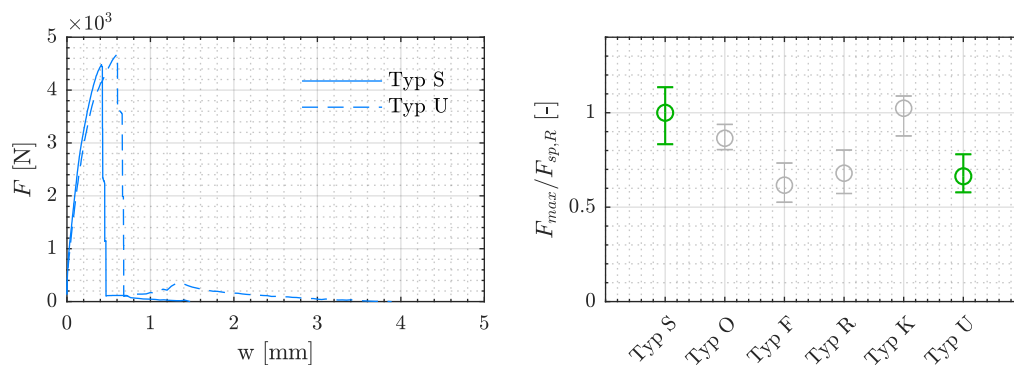 ×10³
5
4
3
2
1
0
F [N]
0 1 2 3 4 5
w [mm]
Typ S
Typ U
1
0.5
0
F_max/F_sp,R [-]
Typ S
Typ O
Typ F
Typ R
Typ K
Typ U